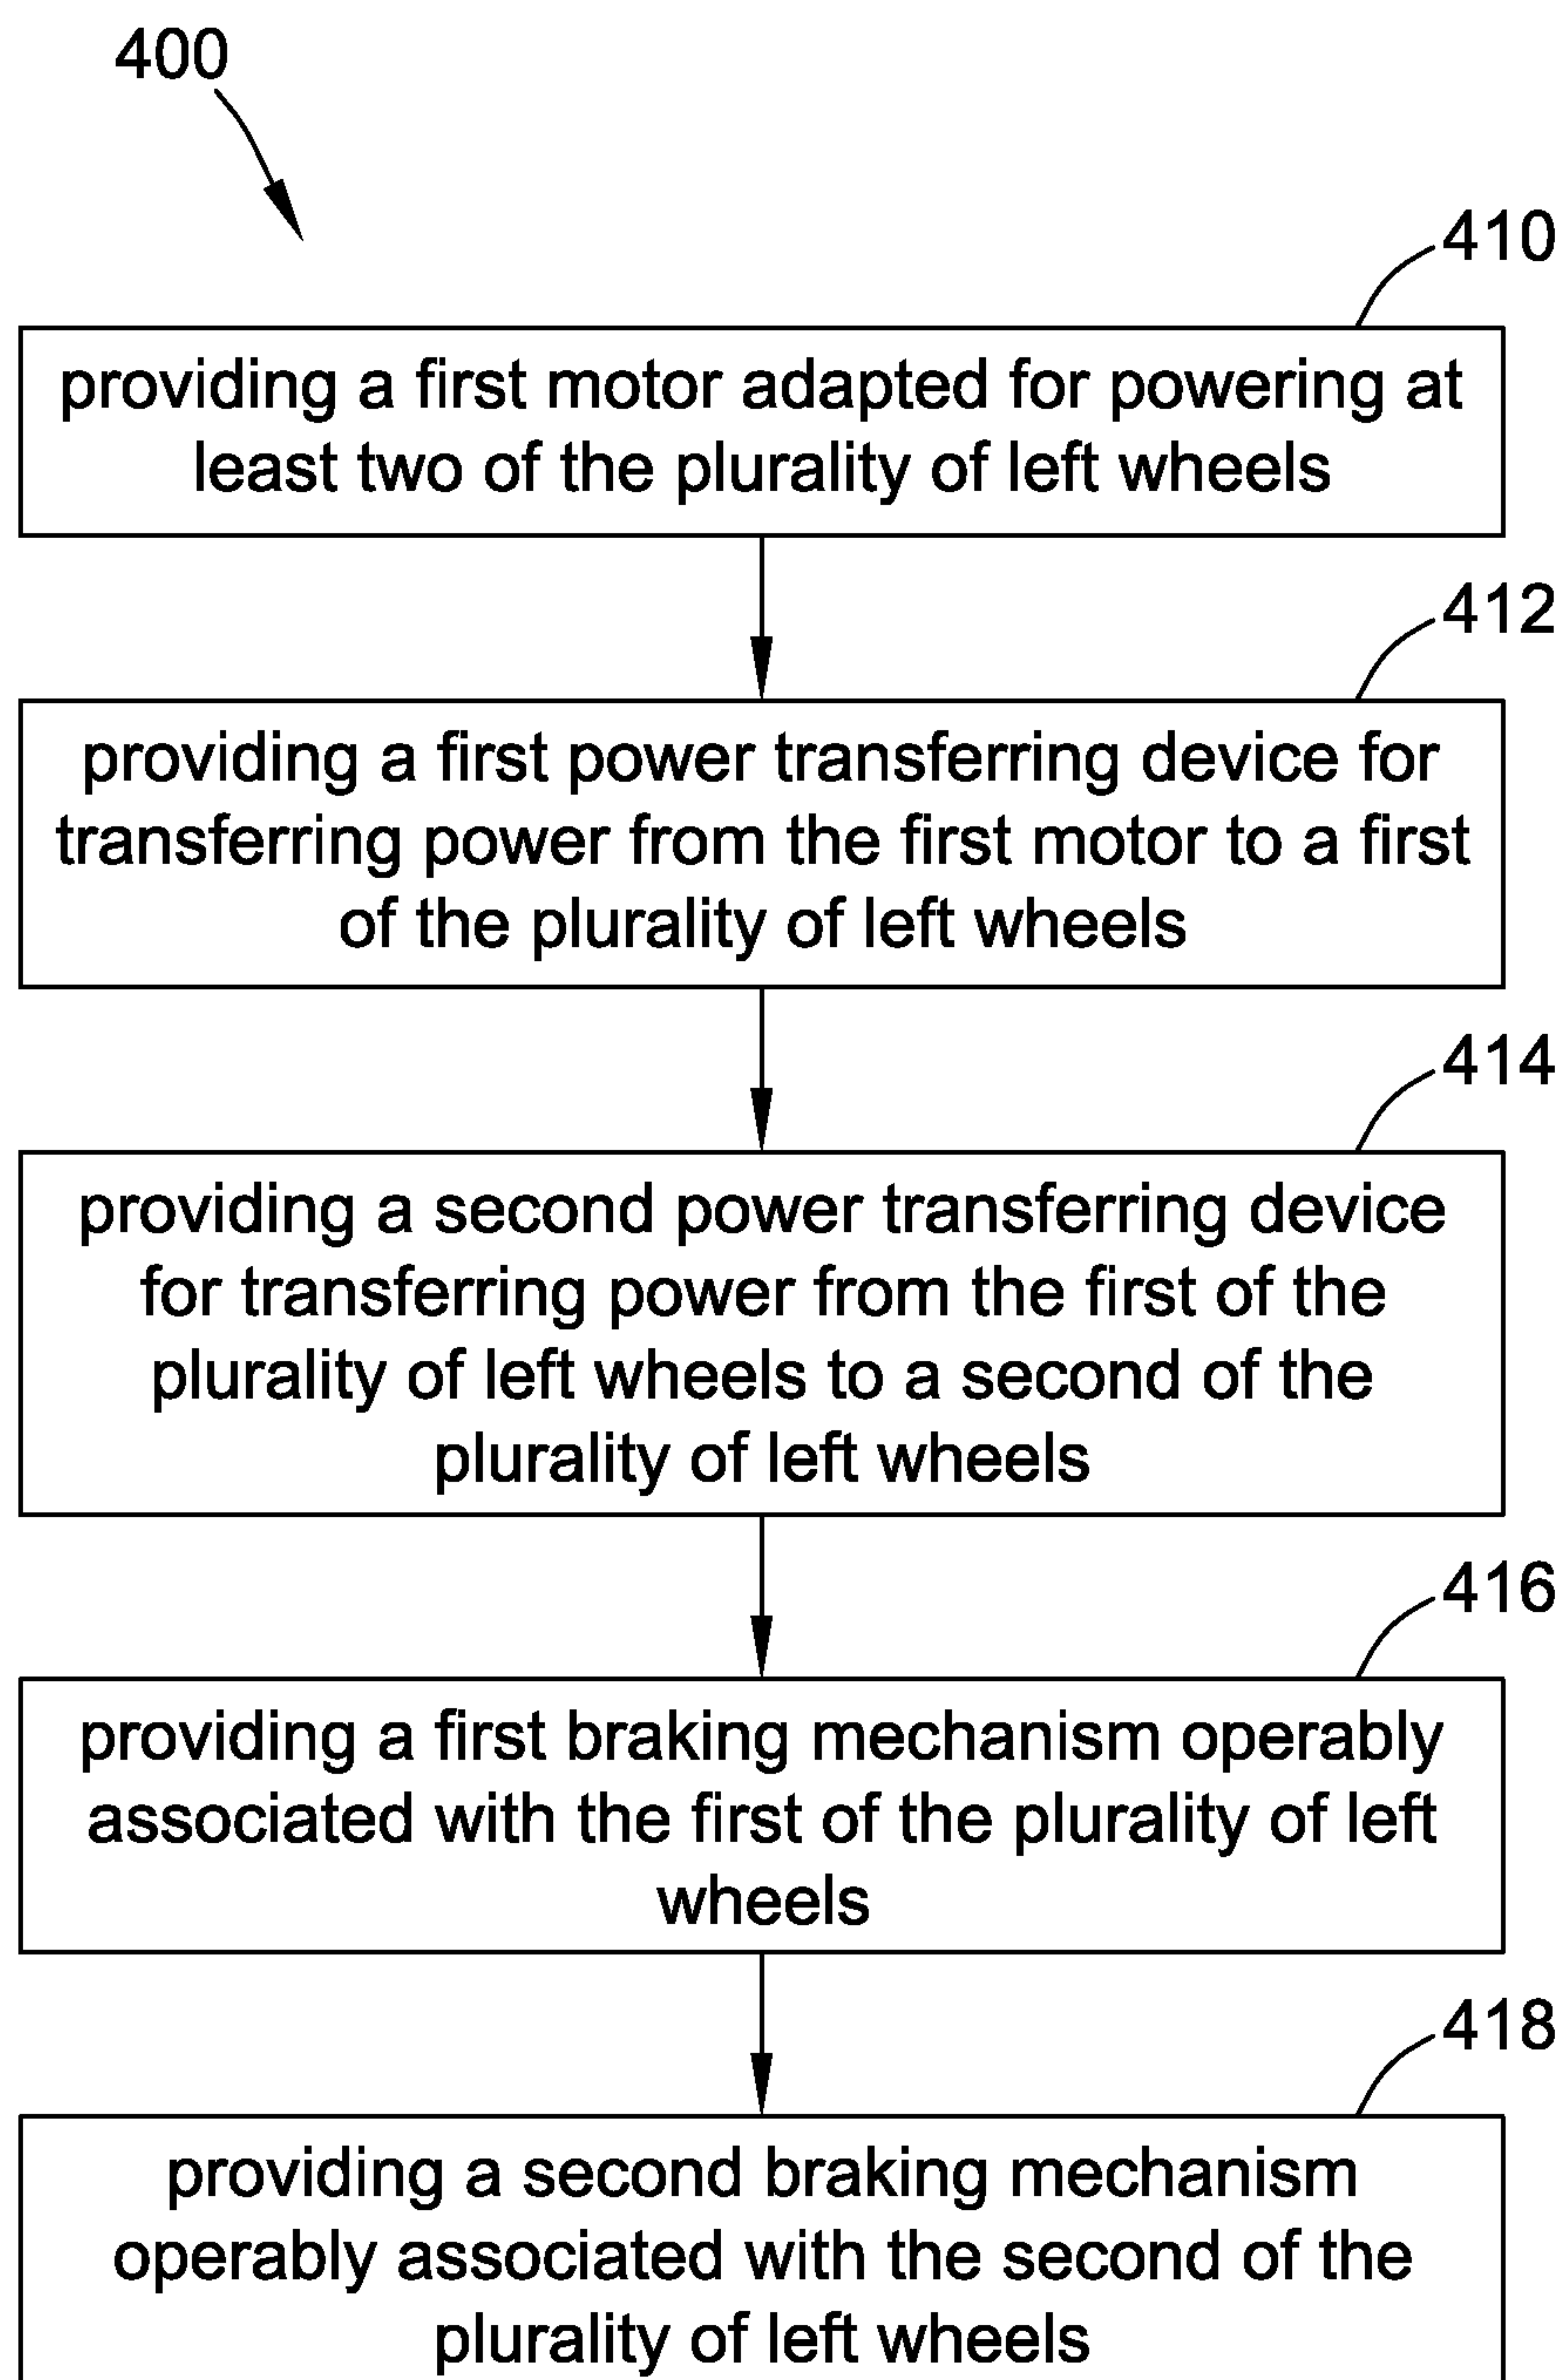 400
410
providing a first motor adapted for powering at
least two of the plurality of left wheels
412
providing a first power transferring device for
transferring power from the first motor to a first
of the plurality of left wheels
414
providing a second power transferring device
for transferring power from the first of the
plurality of left wheels to a second of the
plurality of left wheels
416
providing a first braking mechanism operably
associated with the first of the plurality of left
wheels
418
providing a second braking mechanism
operably associated with the second of the
plurality of left wheels